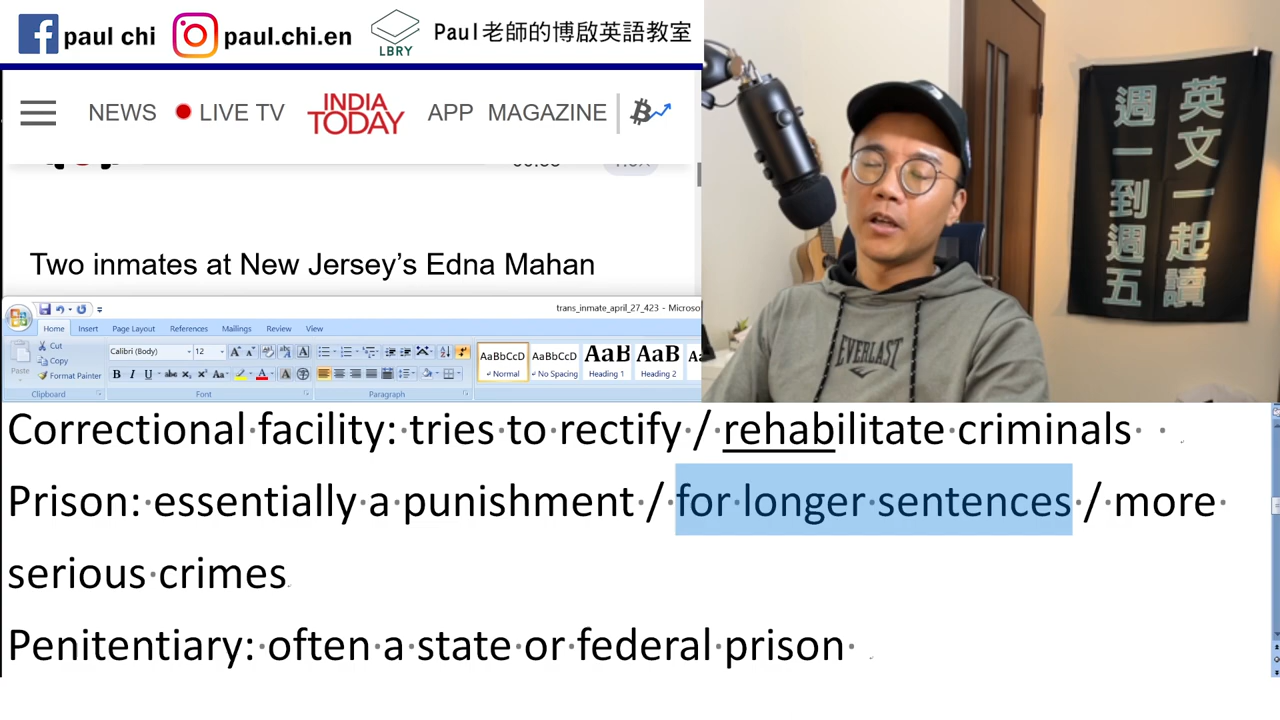 paul chi
paul.chi.en
LBRY
Paul老師的博啟英語教室
NEWS
LIVE TV
INDIA
TODAY
APP
MAGAZINE
Two inmates at New Jersey’s Edna Mahan
trans_inmate_april_27_423 - Microso
Home Insert Page Layout References Mailings Review View
Cut
Copy
Format Painter
Paste
Clipboard
Calibri (Body)
12
Font
Paragraph
AaBbCcD
Normal
AaBbCcD
No Spacing
AaB
Heading 1
AaB
Heading 2
週一到週五
英文一起讀
EVERLAST
Correctional facility: tries to rectify / rehabilitate criminals
Prison: essentially a punishment / for longer sentences / more
serious crimes
Penitentiary: often a state or federal prison